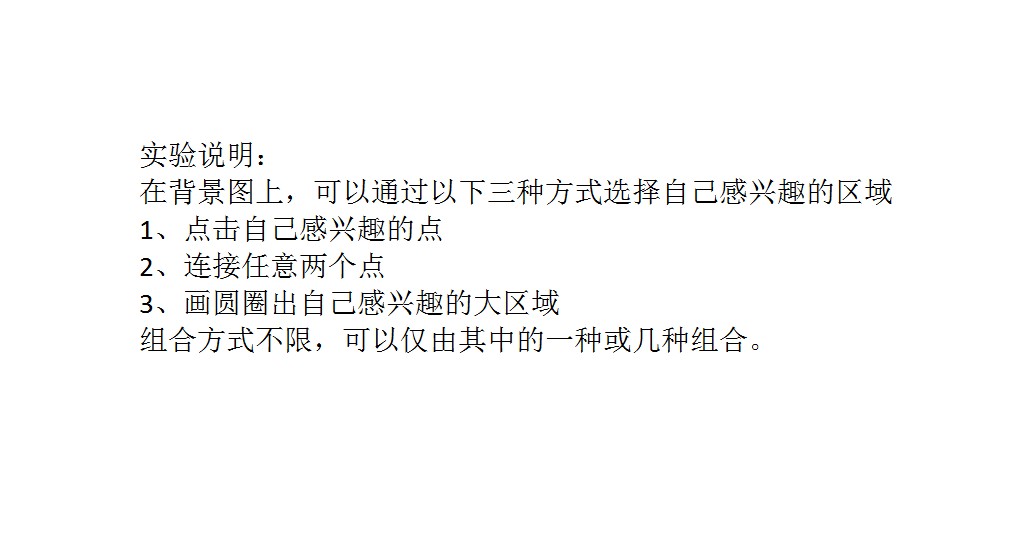 实验说明：
在背景图上，可以通过以下三种方式选择自己感兴趣的区域
1、点击自己感兴趣的点
2、连接任意两个点
3、画圆圈出自己感兴趣的大区域
组合方式不限，可以仅由其中的一种或几种组合。